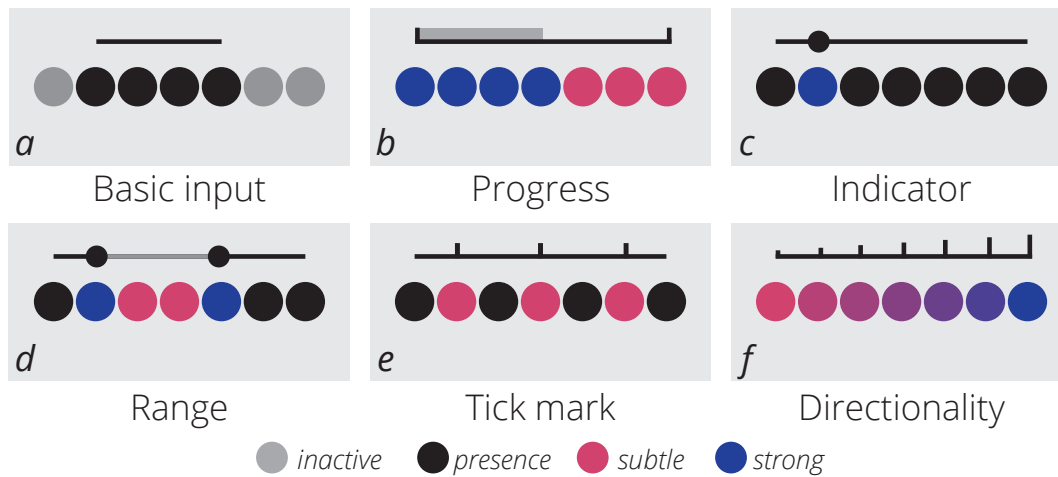 a
b
c
Basic input
Progress
Indicator
d
e
f
Range
Tick mark
Directionality
inactive
presence
subtle
strong